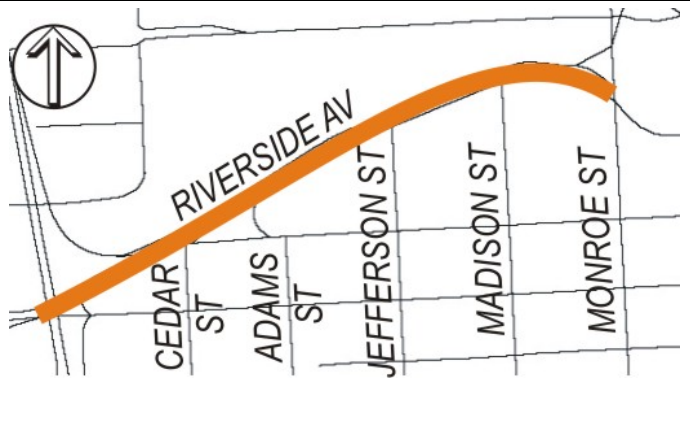 RIVERSIDE AV
CEDAR
ST
ADAMS
ST
JEFFERSON ST
MADISON ST
MONROE ST